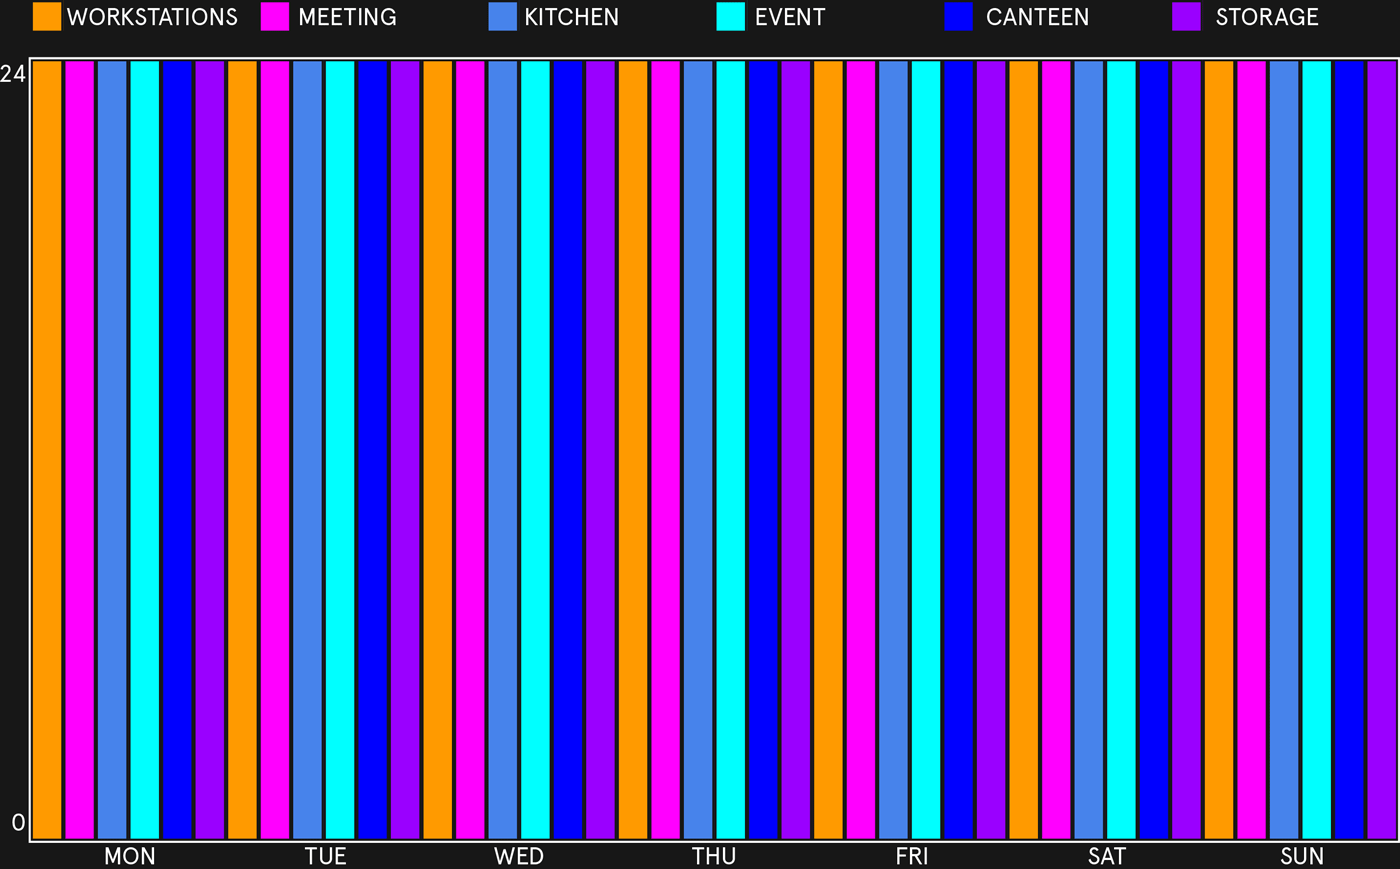 WORKSTATIONS MEETING KITCHEN EVENT CANTEEN STORAGE
24
0
MON TUE WED THU FRI SAT SUN